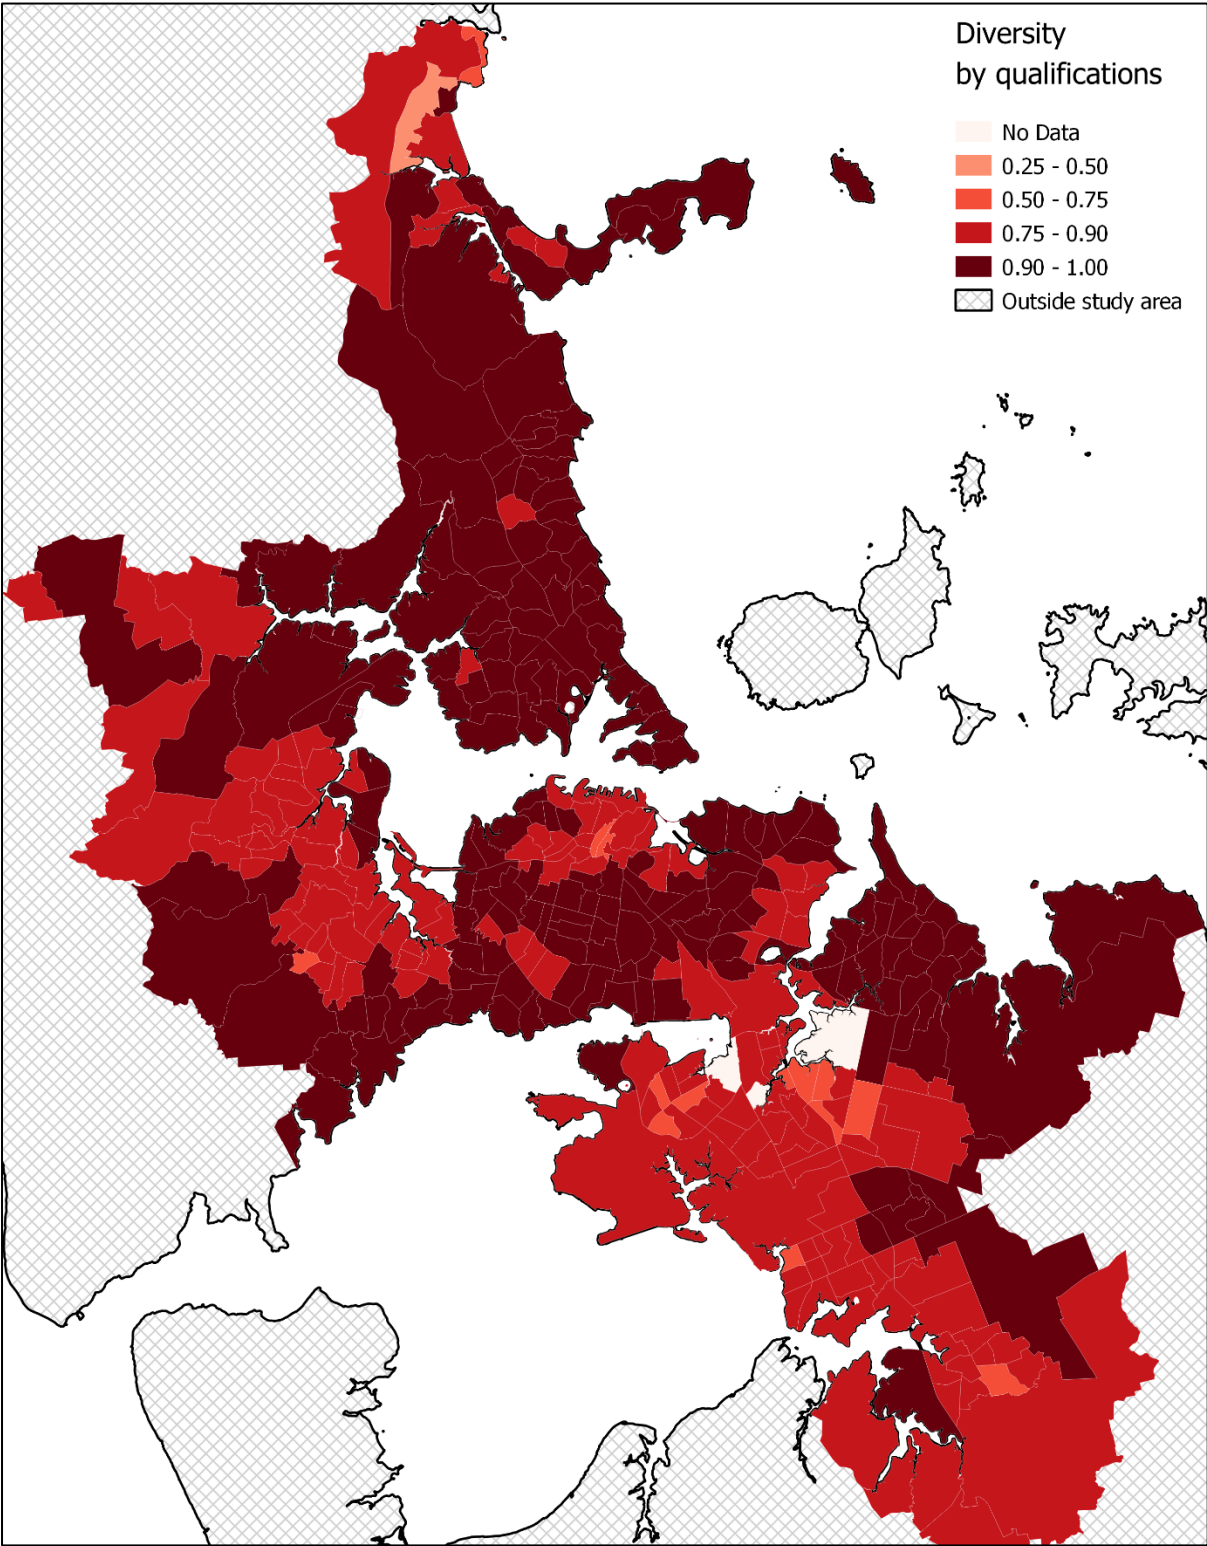 Diversity
by qualifications
No Data
0.25 - 0.50
0.50 - 0.75
0.75 - 0.90
0.90 - 1.00
Outside study area